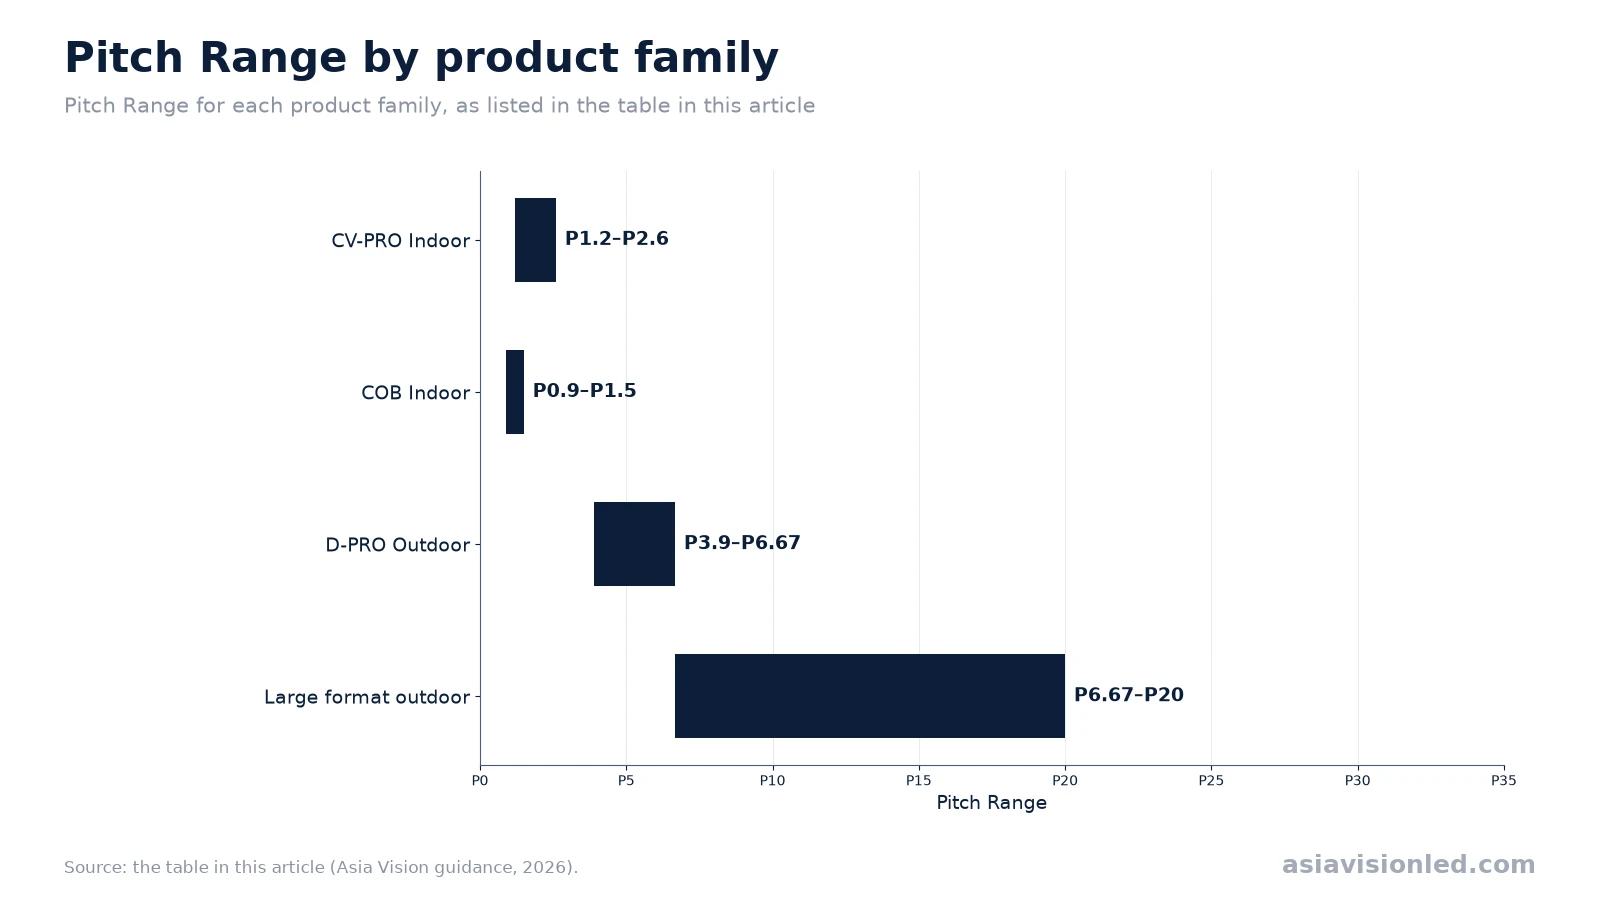 Pitch Range by product family
Pitch Range for each product family, as listed in the table in this article
CV-PRO Indoor
P1.2–P2.6
COB Indoor
P0.9–P1.5
D-PRO Outdoor
P3.9–P6.67
Large format outdoor
P6.67–P20
P0 P5 P10 P15 P20 P25 P30 P35
Pitch Range
Source: the table in this article (Asia Vision guidance, 2026).
asiavisionled.com